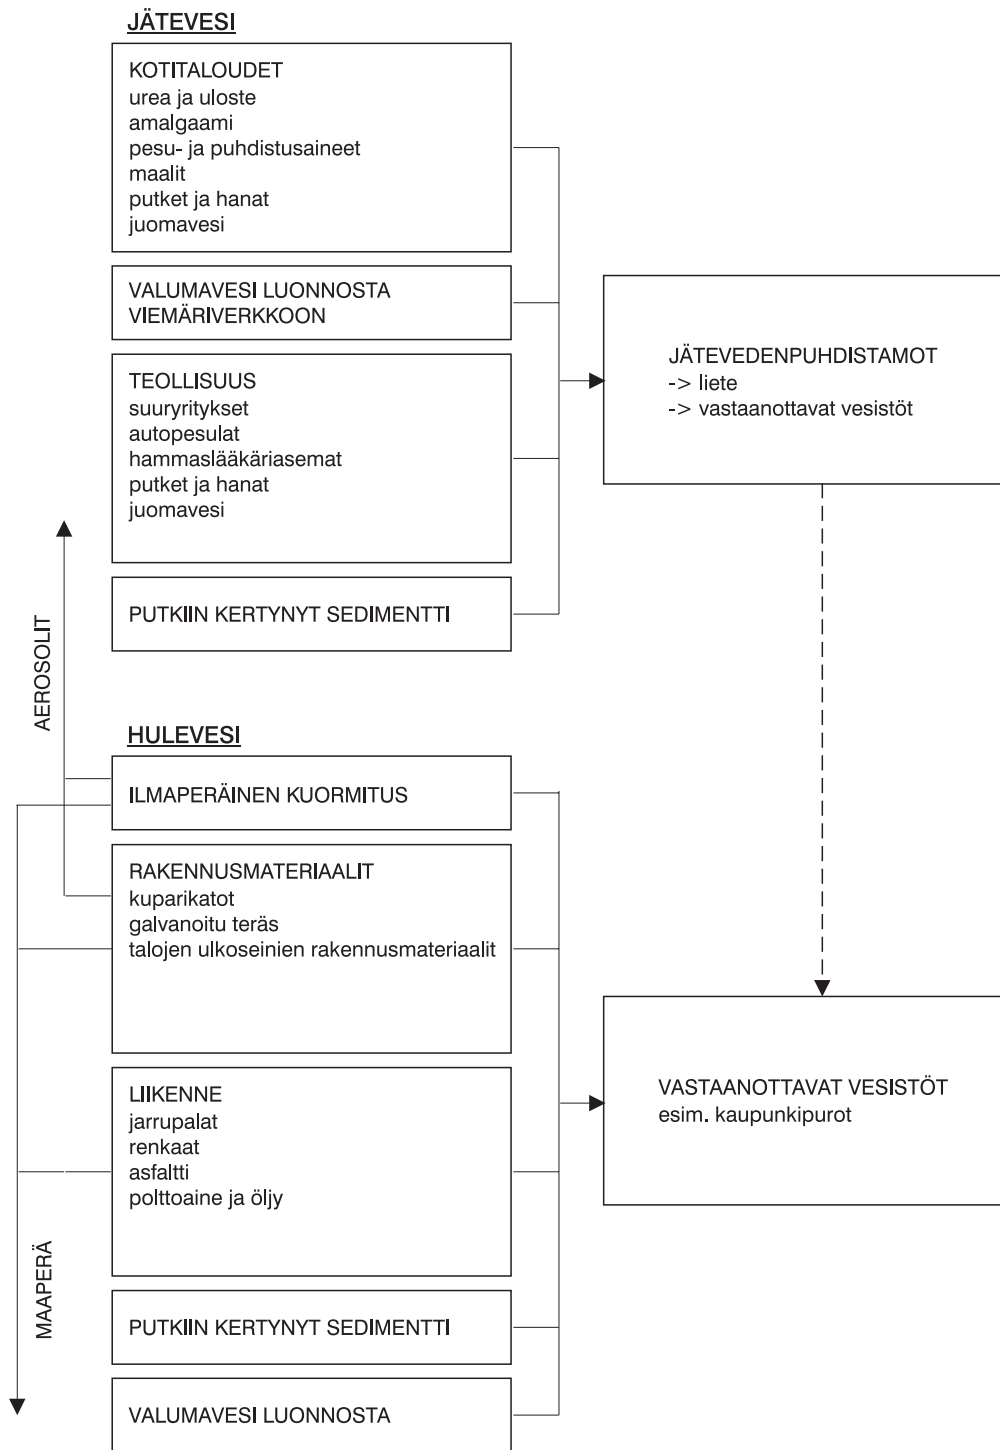 JÄTEVESI
KOTITALOUDET
urea ja uloste
amalgaami
pesu- ja puhdistusaineet
maalit
putket ja hanat
juomavesi
VALUMAVESI LUONNOSTA
VIEMÄRIVERKKOON
TEOLLISUUS
suuryritykset
autopesulat
hammaslääkäriasemat
putket ja hanat
juomavesi
PUTKIIN KERTYNYT SEDIMENTTI
JÄTEVEDENPUHDISTAMOT
-> liete
-> vastaanottavat vesistöt
AEROSOLIT
HULEVESI
ILMAPERÄINEN KUORMITUS
RAKENNUSMATERIAALIT
kuparikatot
galvanoitu teräs
talojen ulkoseinien rakennusmateriaalit
LIIKENNE
jarrupalat
renkaat
asfaltti
polttoaine ja öljy
PUTKIIN KERTYNYT SEDIMENTTI
VALUMAVESI LUONNOSTA
VASTAANOTTAVAT VESISTÖT
esim. kaupunkipurot
MAAPERÄ